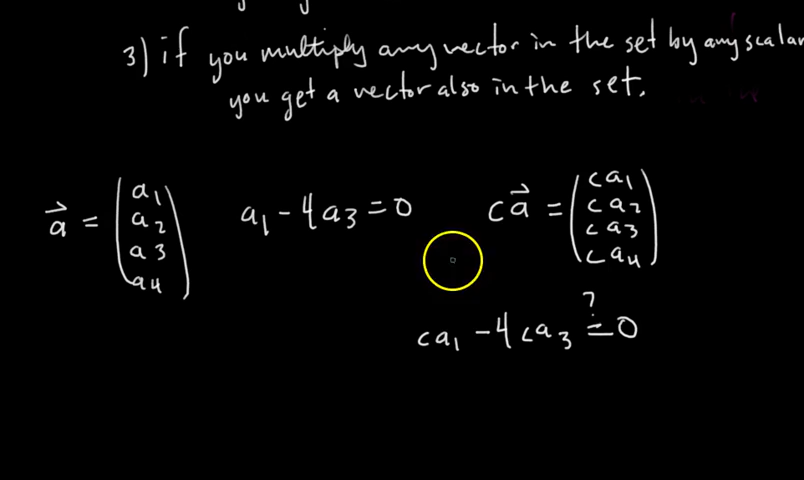 3) if you multiply any vector in the set by any scalar
you get a vector also in the set.
a⃗ = (a1 a2 a3 a4) a1 - 4a3 = 0 ca⃗ = (ca1 ca2 ca3 ca4)
ca1 - 4ca3 ?= 0